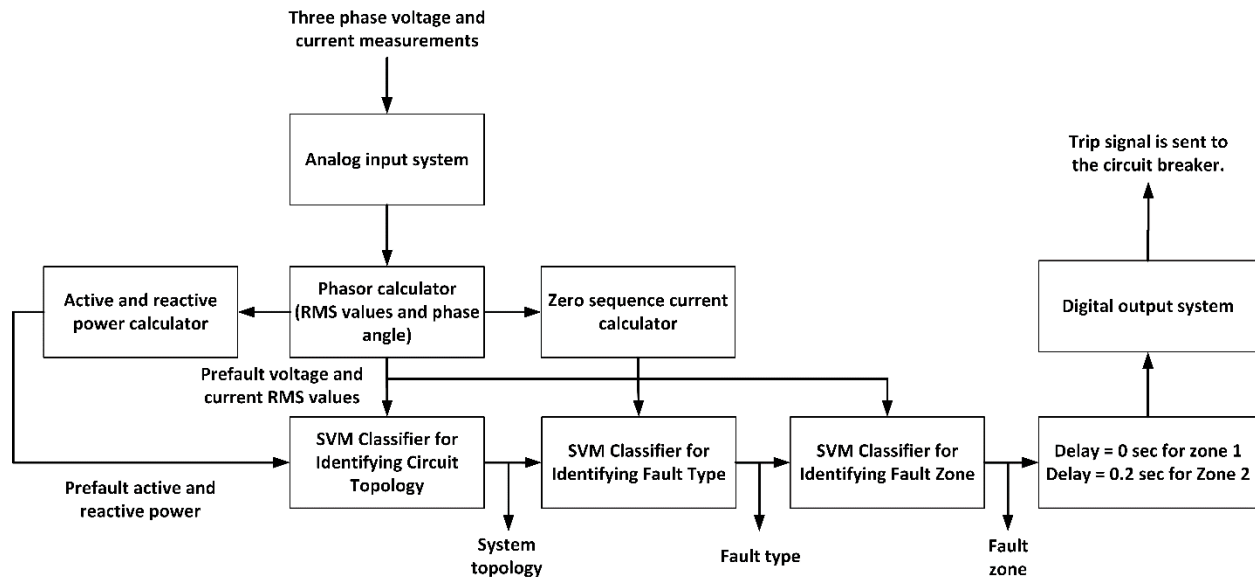 Three phase voltage and
current measurements
Analog input system
Trip signal is sent to
the circuit breaker.
Active and reactive
power calculator
Phasor calculator
(RMS values and phase
angle)
Zero sequence current
calculator
Digital output system
Prefault voltage and
current RMS values
SVM Classifier for
Identifying Circuit
Topology
SVM Classifier for
Identifying Fault Type
SVM Classifier for
Identifying Fault Zone
Delay = 0 sec for zone 1
Delay = 0.2 sec for Zone 2
Prefault active and
reactive power
System
topology
Fault type
Fault
zone